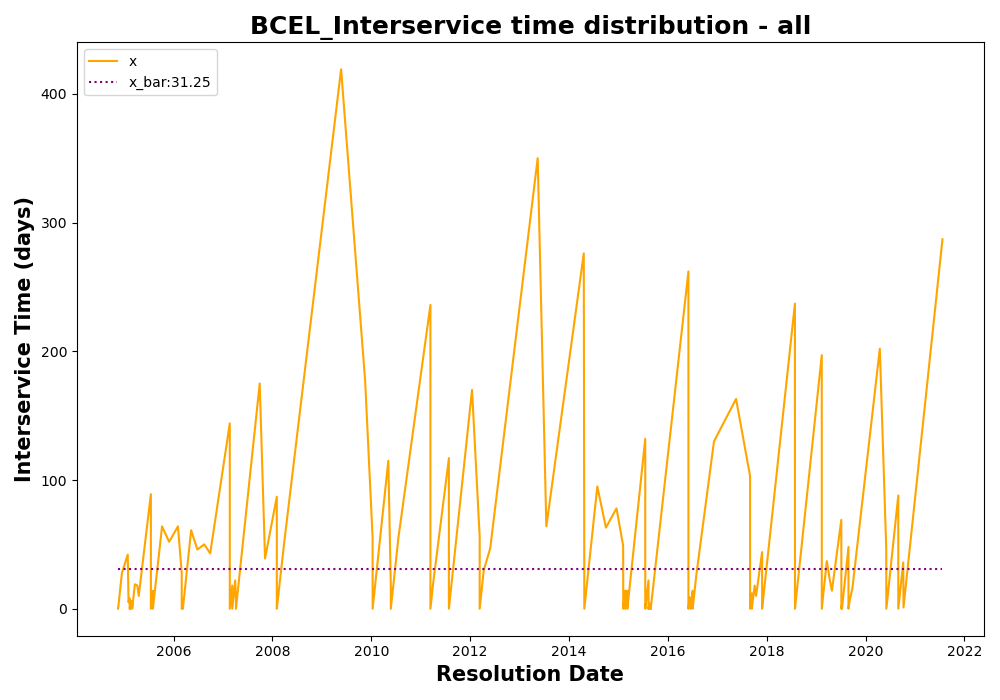 BCEL_Interservice time distribution - all
x
x_bar:31.25
400
300
200
100
0
Interservice Time (days)
2006 2008 2010 2012 2014 2016 2018 2020 2022
Resolution Date